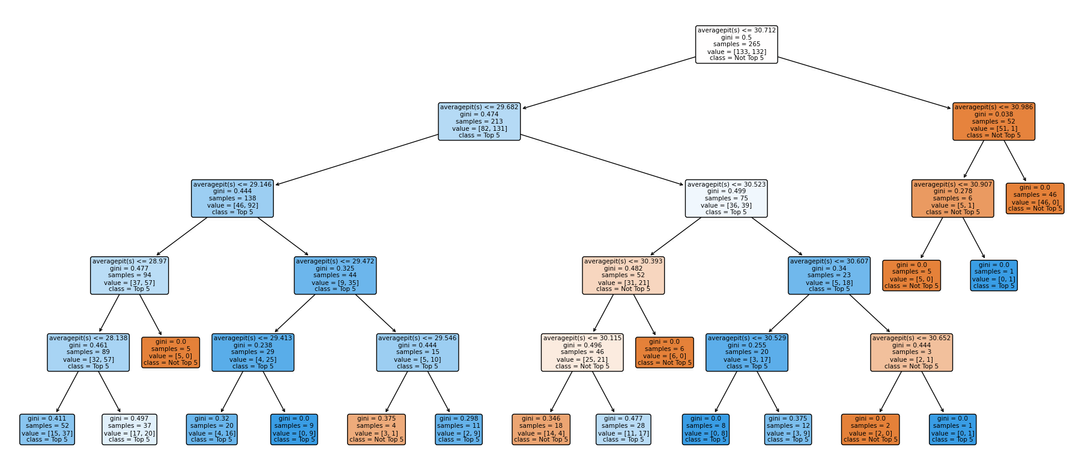 averagepit(s) <= 30.712
gini = 0.5
samples = 265
value = [133, 132]
class = Not Top 5
averagepit(s) <= 29.682
gini = 0.474
samples = 213
value = [82, 131]
class = Top 5
averagepit(s) <= 30.986
gini = 0.038
samples = 52
value = [51, 1]
class = Not Top 5
averagepit(s) <= 29.146
gini = 0.444
samples = 138
value = [46, 92]
class = Top 5
averagepit(s) <= 30.523
gini = 0.499
samples = 75
value = [36, 39]
class = Top 5
averagepit(s) <= 30.907
gini = 0.278
samples = 6
value = [5, 1]
class = Not Top 5
gini = 0.0
samples = 46
value = [46, 0]
class = Not Top 5
averagepit(s) <= 28.97
gini = 0.477
samples = 94
value = [37, 57]
class = Top 5
averagepit(s) <= 29.472
gini = 0.325
samples = 44
value = [9, 35]
class = Top 5
averagepit(s) <= 30.393
gini = 0.482
samples = 52
value = [31, 21]
class = Not Top 5
averagepit(s) <= 30.607
gini = 0.34
samples = 23
value = [5, 18]
class = Top 5
gini = 0.0
samples = 5
value = [5, 0]
class = Not Top 5
gini = 0.0
samples = 1
value = [0, 1]
class = Top 5
averagepit(s) <= 28.138
gini = 0.461
samples = 89
value = [32, 57]
class = Top 5
gini = 0.0
samples = 5
value = [5, 0]
class = Not Top 5
averagepit(s) <= 29.413
gini = 0.238
samples = 29
value = [4, 25]
class = Top 5
averagepit(s) <= 29.546
gini = 0.444
samples = 15
value = [5, 10]
class = Top 5
averagepit(s) <= 30.115
gini = 0.496
samples = 46
value = [25, 21]
class = Not Top 5
gini = 0.0
samples = 6
value = [6, 0]
class = Not Top 5
averagepit(s) <= 30.529
gini = 0.255
samples = 20
value = [3, 17]
class = Top 5
averagepit(s) <= 30.652
gini = 0.444
samples = 3
value = [2, 1]
class = Not Top 5
gini = 0.411
samples = 52
value = [15, 37]
class = Top 5
gini = 0.497
samples = 37
value = [17, 20]
class = Top 5
gini = 0.32
samples = 20
value = [4, 16]
class = Top 5
gini = 0.0
samples = 9
value = [0, 9]
class = Top 5
gini = 0.375
samples = 4
value = [3, 1]
class = Not Top 5
gini = 0.298
samples = 11
value = [2, 9]
class = Top 5
gini = 0.346
samples = 18
value = [14, 4]
class = Not Top 5
gini = 0.477
samples = 28
value = [11, 17]
class = Top 5
gini = 0.0
samples = 8
value = [0, 8]
class = Top 5
gini = 0.375
samples = 12
value = [3, 9]
class = Top 5
gini = 0.0
samples = 2
value = [2, 0]
class = Not Top 5
gini = 0.0
samples = 1
value = [0, 1]
class = Top 5